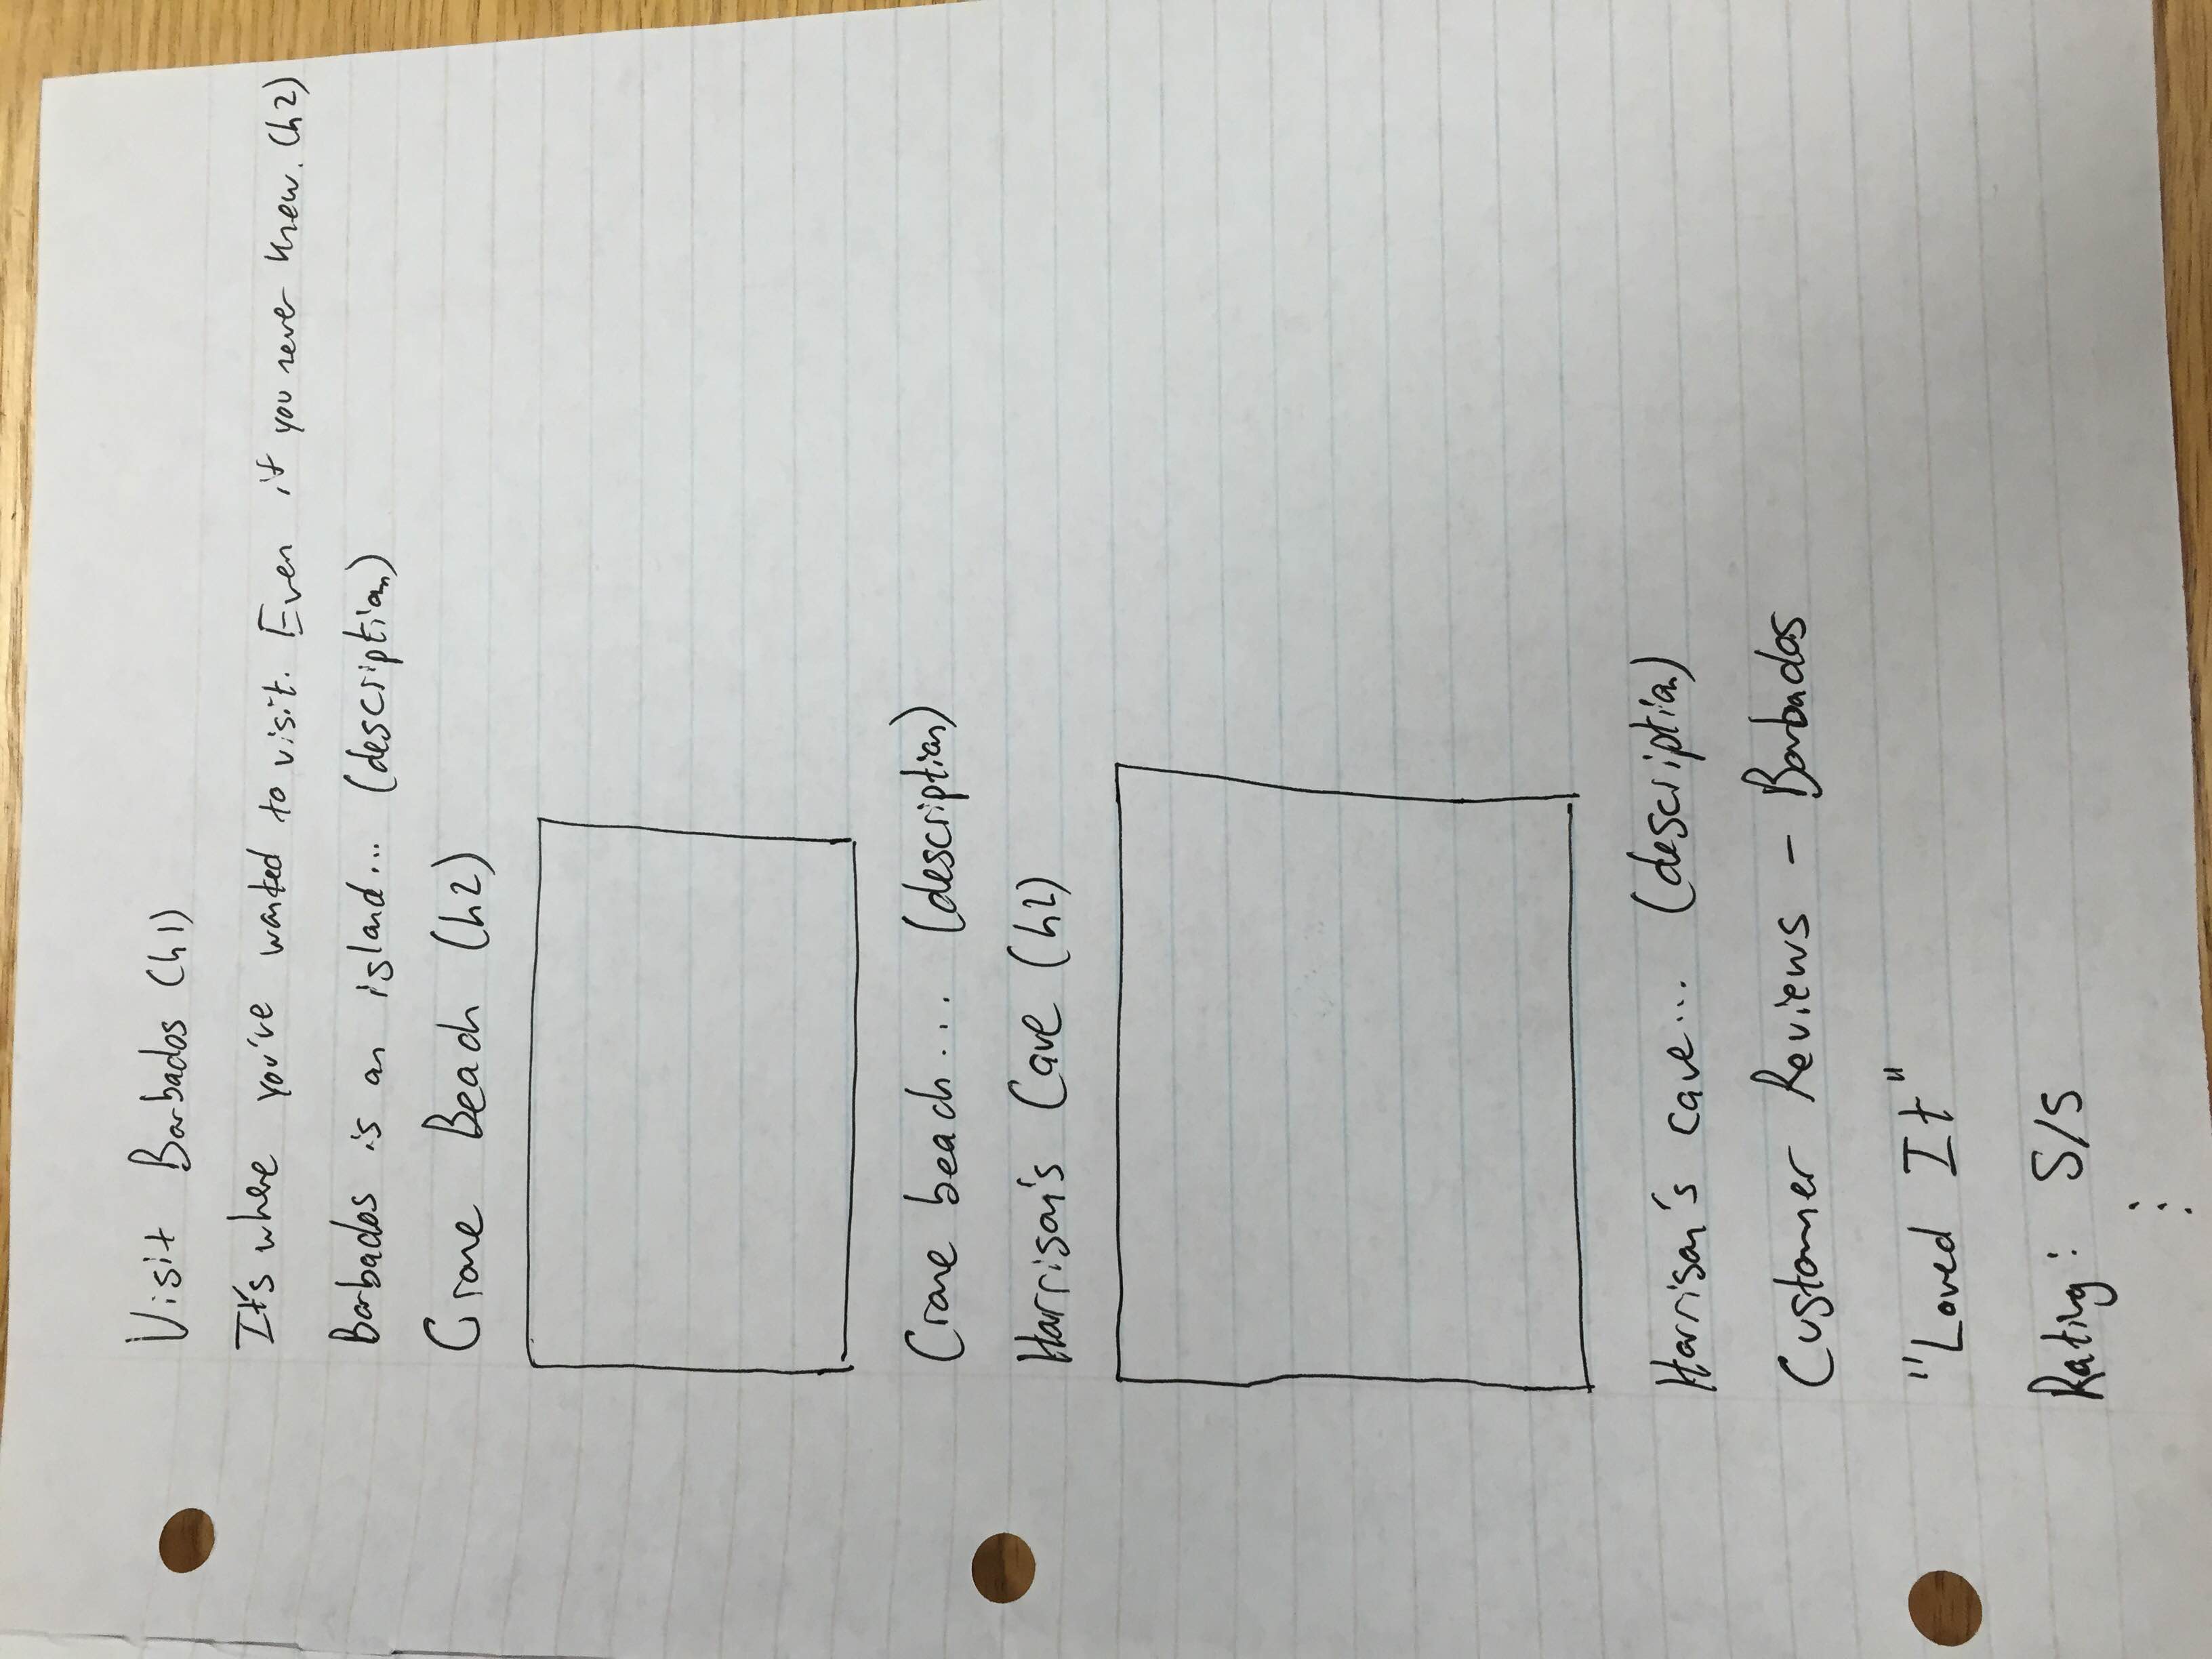 Visit Barbados (h1)
It's where you've wanted to visit. Even if you never knew. (h2)
Barbados is an island... (description)
Crane Beach (h2)
Crane beach... (description)
Harrison's Cave (h2)
Harrison's cave... (description)
Customer Reviews - Barbados
"Loved It"
Rating: 5/5
⋮